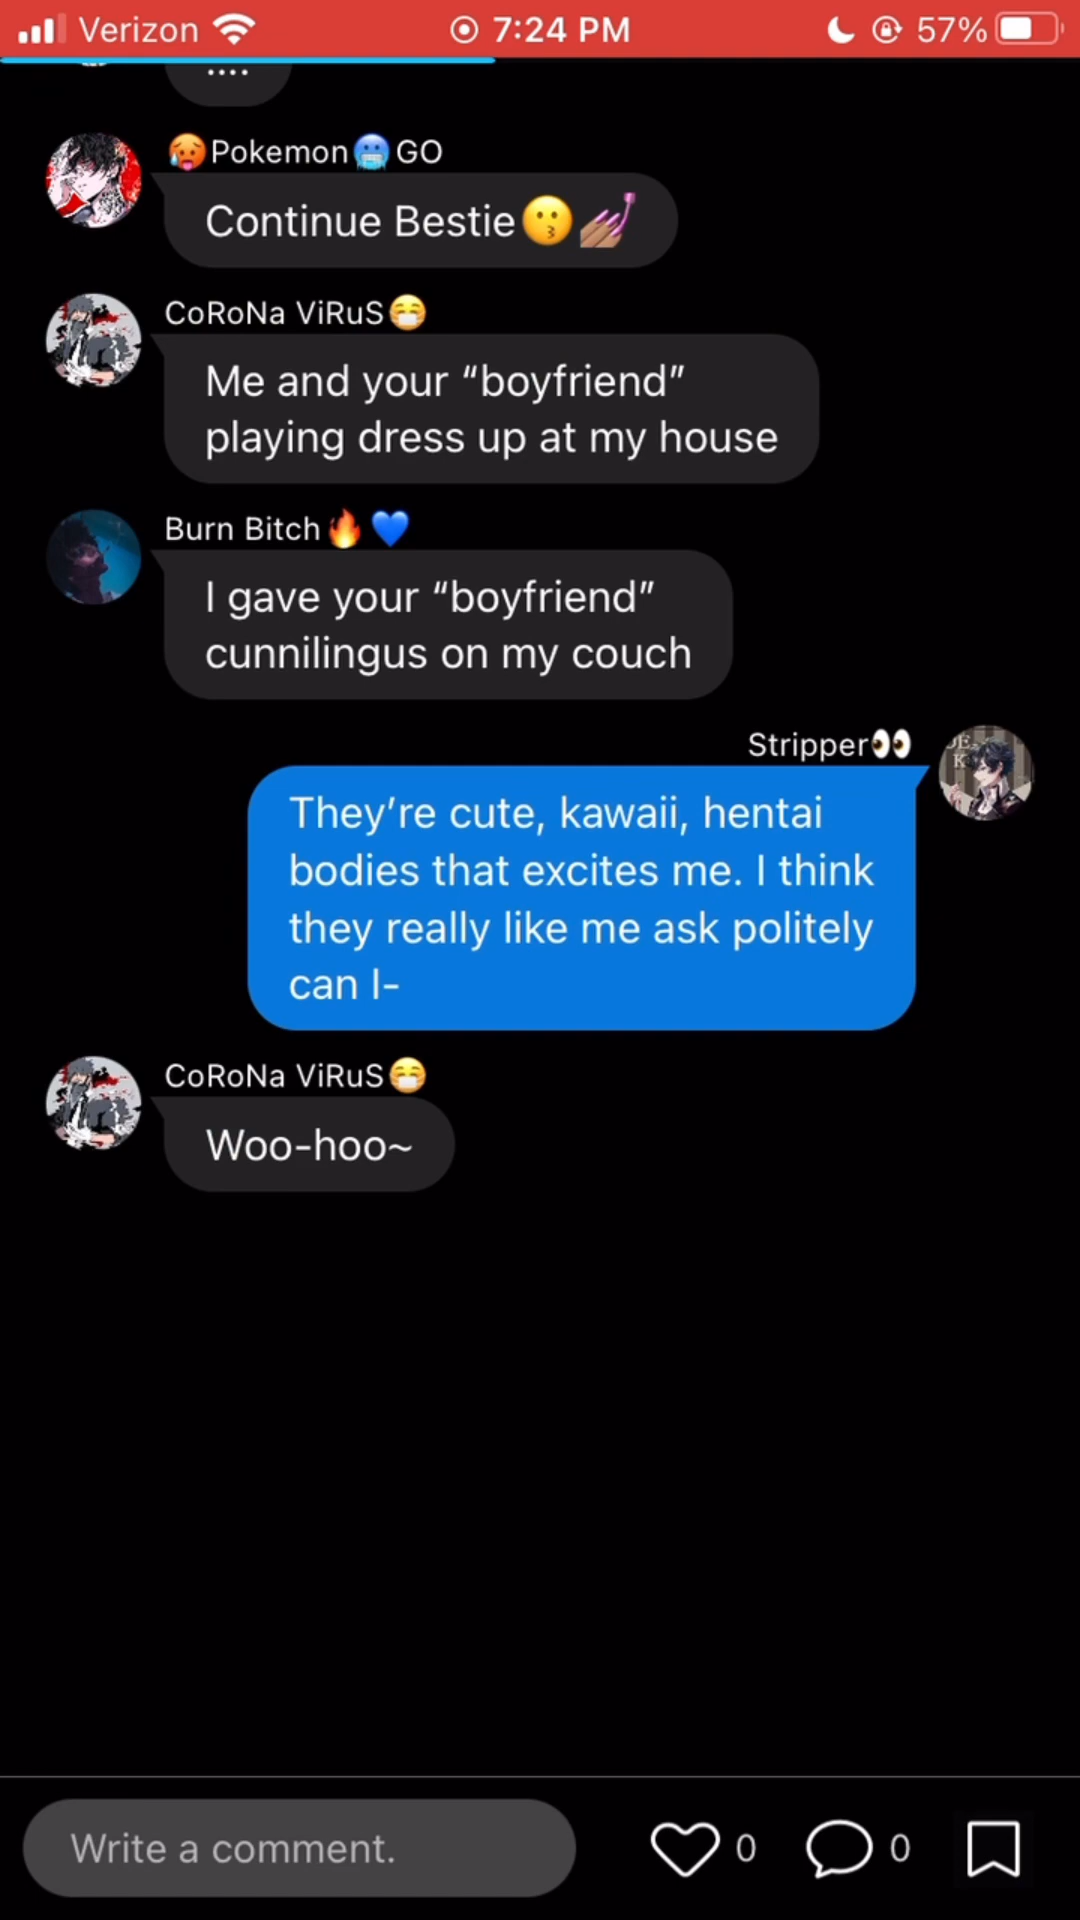 Verizon 7:24 PM 57%
....
🥵Pokemon🥶GO
Continue Bestie😗💅🏽
CoRoNa ViRuS😷
Me and your “boyfriend”
playing dress up at my house
Burn Bitch🔥💙
I gave your “boyfriend”
cunnilingus on my couch
Stripper👀
They’re cute, kawaii, hentai
bodies that excites me. I think
they really like me ask politely
can I-
CoRoNa ViRuS😷
Woo-hoo~
Write a comment. 0 0